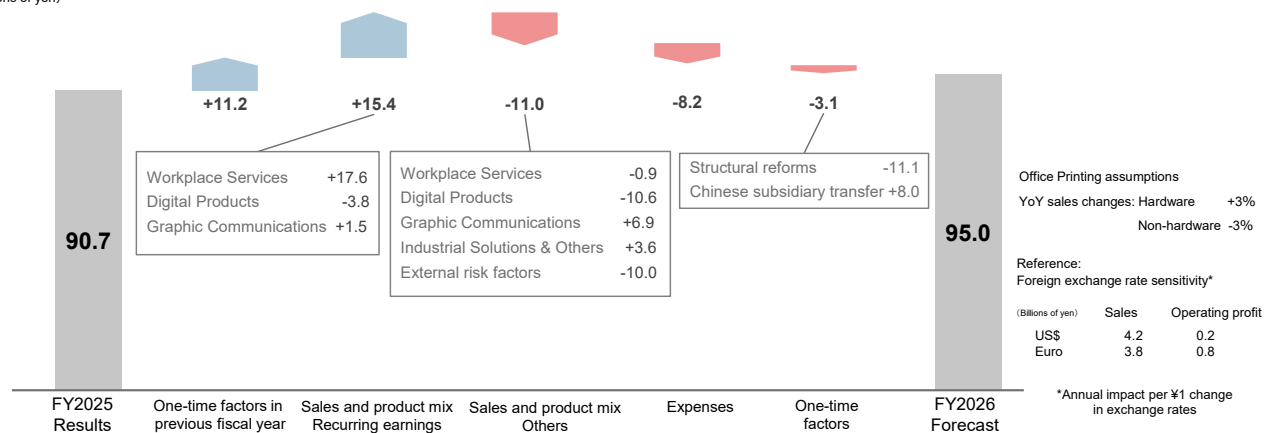 of yen)
+11.2
+15.4
-11.0
-8.2
-3.1
Workplace Services +17.6
Digital Products -3.8
Graphic Communications +1.5
Workplace Services -0.9
Digital Products -10.6
Graphic Communications +6.9
Industrial Solutions & Others +3.6
External risk factors -10.0
Structural reforms -11.1
Chinese subsidiary transfer +8.0
90.7
95.0
Office Printing assumptions
YoY sales changes: Hardware +3%
Non-hardware -3%
Reference:
Foreign exchange rate sensitivity*
(Billions of yen) Sales Operating profit
US$ 4.2 0.2
Euro 3.8 0.8
*Annual impact per ¥1 change
in exchange rates
FY2025
Results
One-time factors in
previous fiscal year
Sales and product mix
Recurring earnings
Sales and product mix
Others
Expenses
One-time
factors
FY2026
Forecast